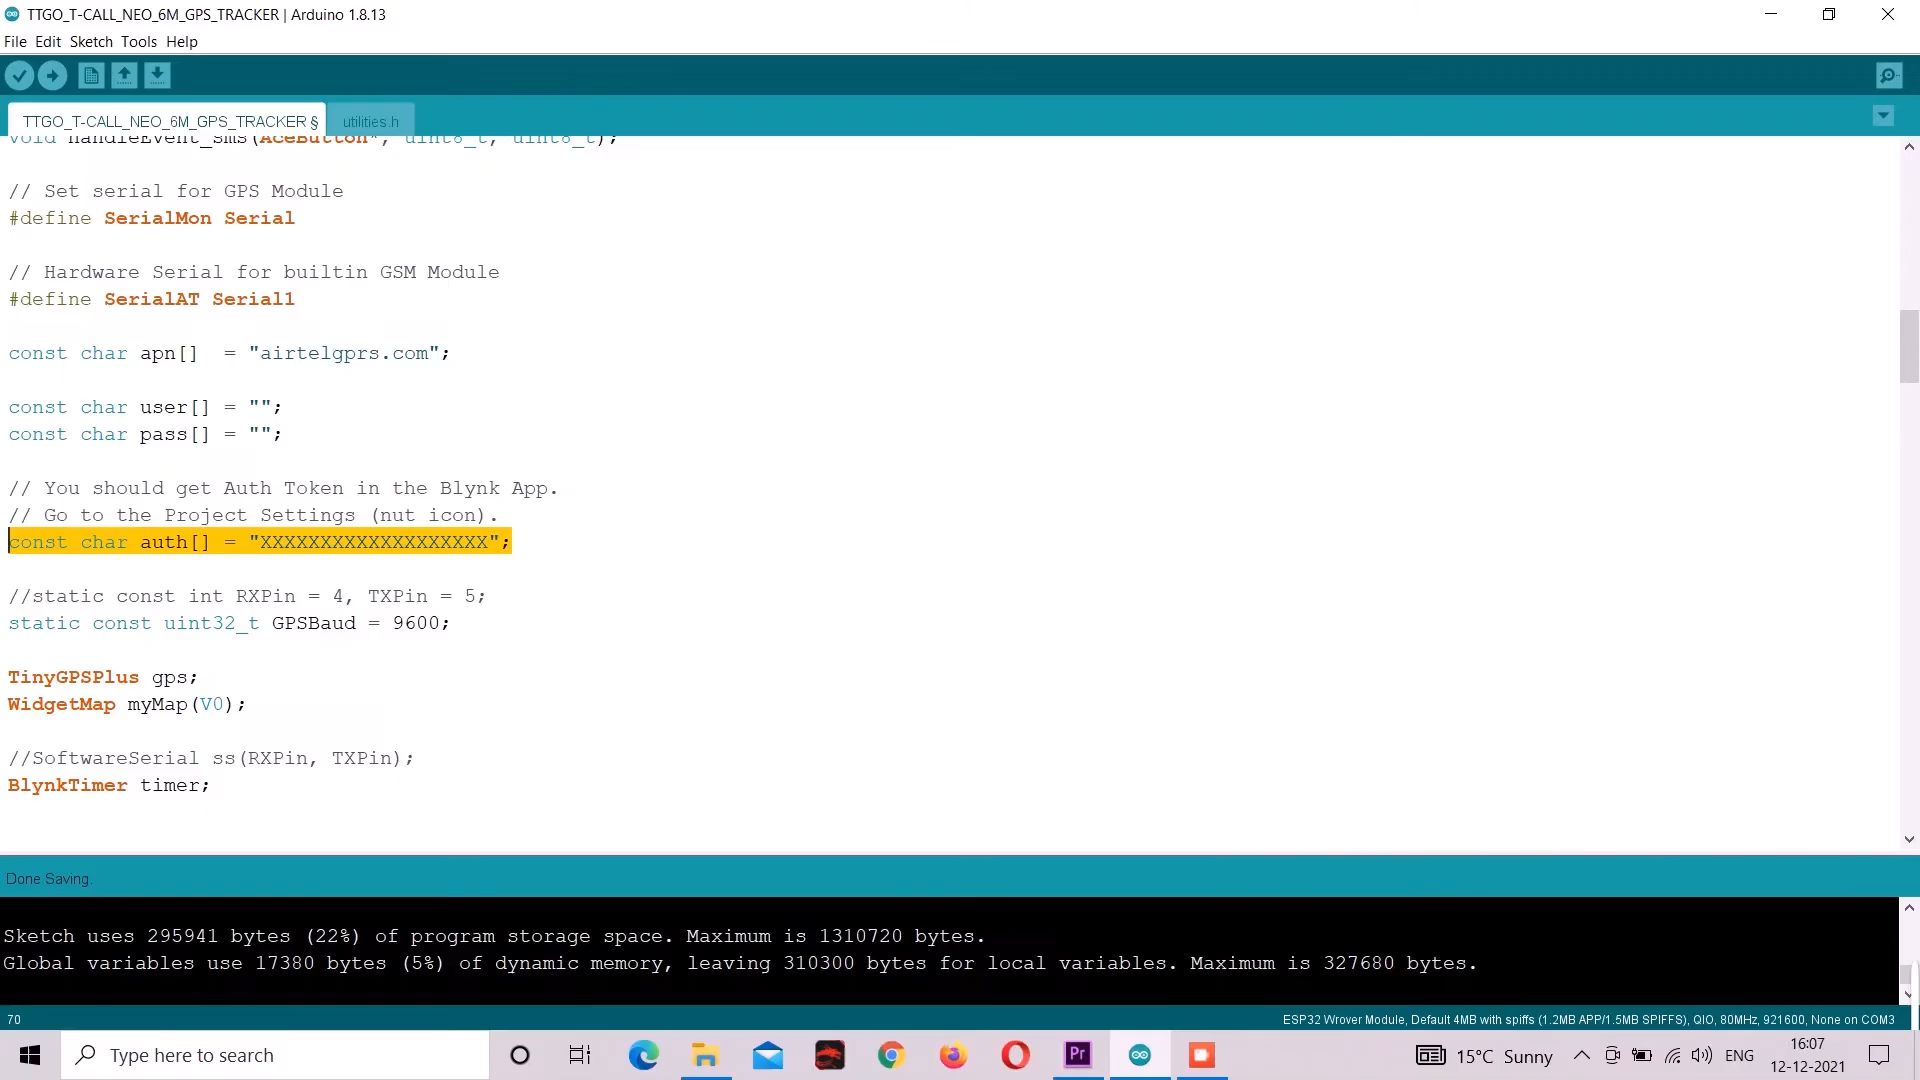 TTGO_T-CALL_NEO_6M_GPS_TRACKER | Arduino 1.8.13
File Edit Sketch Tools Help
TTGO_T-CALL_NEO_6M_GPS_TRACKER § utilities.h
void handleEvent_sms(AceButton*, uint8_t, uint8_t);
// Set serial for GPS Module
#define SerialMon Serial
// Hardware Serial for builtin GSM Module
#define SerialAT Serial1
const char apn[]  = "airtelgprs.com";
const char user[] = "";
const char pass[] = "";
// You should get Auth Token in the Blynk App.
// Go to the Project Settings (nut icon).
const char auth[] = "XXXXXXXXXXXXXXXXXXX";
//static const int RXPin = 4, TXPin = 5;
static const uint32_t GPSBaud = 9600;
TinyGPSPlus gps;
WidgetMap myMap(V0);
//SoftwareSerial ss(RXPin, TXPin);
BlynkTimer timer;
Done Saving.
Sketch uses 295941 bytes (22%) of program storage space. Maximum is 1310720 bytes.
Global variables use 17380 bytes (5%) of dynamic memory, leaving 310300 bytes for local variables. Maximum is 327680 bytes.
70 ESP32 Wrover Module, Default 4MB with spiffs (1.2MB APP/1.5MB SPIFFS), QIO, 80MHz, 921600, None on COM3
Type here to search Pr 15°C Sunny ENG 16:07
12-12-2021